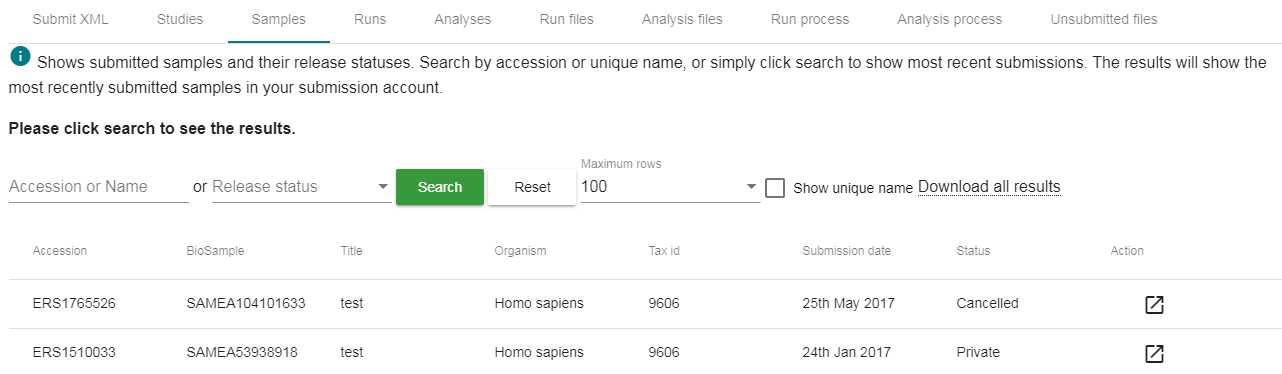 Submit XML Studies Samples Runs Analyses Run files Analysis files Run process Analysis process Unsubmitted files
i Shows submitted samples and their release statuses. Search by accession or unique name, or simply click search to show most recent submissions. The results will show the
most recently submitted samples in your submission account.
Please click search to see the results.
Maximum rows
Accession or Name or Release status Search Reset 100 Show unique name Download all results
Accession BioSample Title Organism Tax id Submission date Status Action
ERS1765526 SAMEA104101633 test Homo sapiens 9606 25th May 2017 Cancelled
ERS1510033 SAMEA53938918 test Homo sapiens 9606 24th Jan 2017 Private